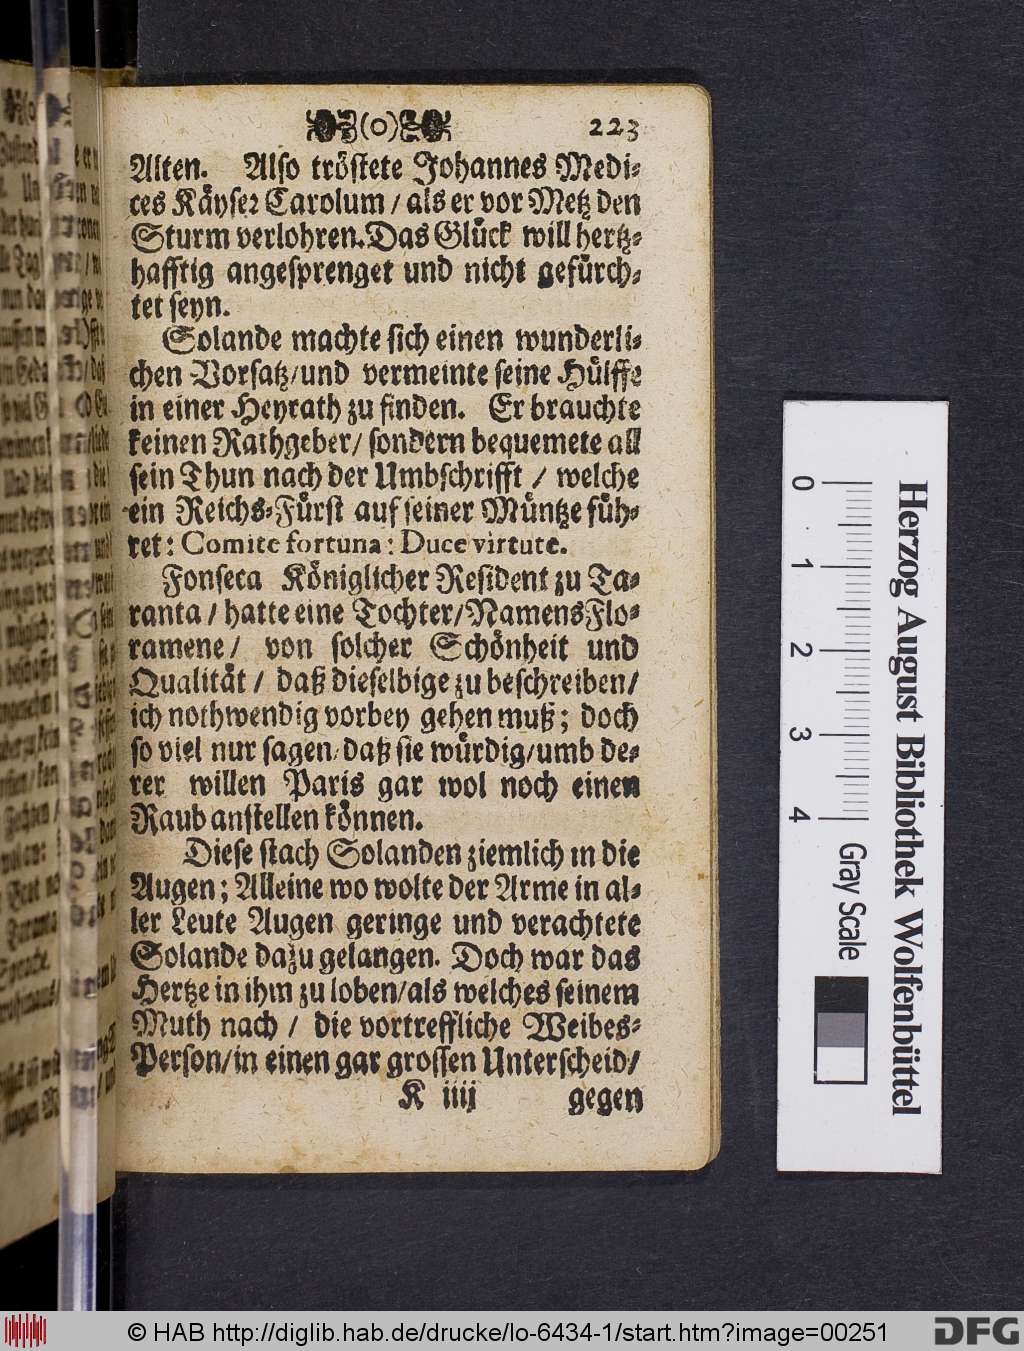 (o) 223
Alten. Also tröstete Johannes Medi-
ces Käyser Carolum / als er vor Metz den
Sturm verlohren. Das Glück will hertz-
hafftig angesprenget und nicht gefürch-
tet seyn.
Solande machte sich einen wunderli-
chen Vorsatz/und vermeinte seine Hülffe
in einer Heyrath zu finden. Er brauchte
keinen Rathgeber/ sondern bequemete all
sein Thun nach der Umbschrifft / welche
ein Reichs-Fürst auf seiner Müntze füh-
ret: Comite fortuna: Duce virtute.
Fonseca Königlicher Resident zu Ta-
ranta / hatte eine Tochter/Namens Flo-
ramene/ von solcher Schönheit und
Qualität / daß dieselbige zu beschreiben/
ich nothwendig vorbey gehen muß; doch
so viel nur sagen/daß sie würdig/umb de-
rer willen Paris gar wol noch einen
Raub anstellen können.
Diese stach Solanden ziemlich in die
Augen; Alleine wo wolte der Arme in al-
ler Leute Augen geringe und verachtete
Solande dazu gelangen. Doch war das
Hertze in ihm zu loben/als welches seinem
Muth nach / die vortreffliche Weibes-
Person/in einen gar grossen Unterscheid/
K iiij gegen
0 1 2 3 4
Gray Scale
Herzog August Bibliothek Wolfenbüttel
© HAB http://diglib.hab.de/drucke/lo-6434-1/start.htm?image=00251
DFG